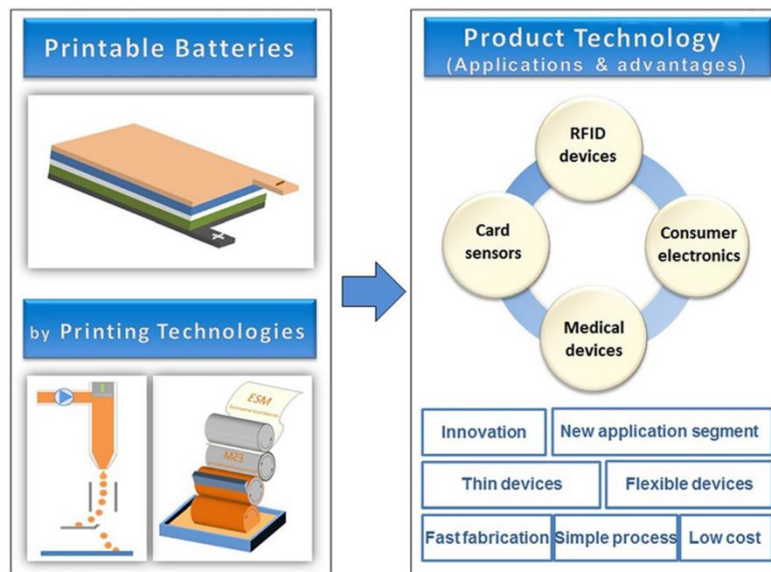 Printable Batteries
by Printing Technologies
ESM
M23
Product Technology
(Applications & advantages)
RFID
devices
Card
sensors
Consumer
electronics
Medical
devices
Innovation
New application segment
Thin devices
Flexible devices
Fast fabrication
Simple process
Low cost